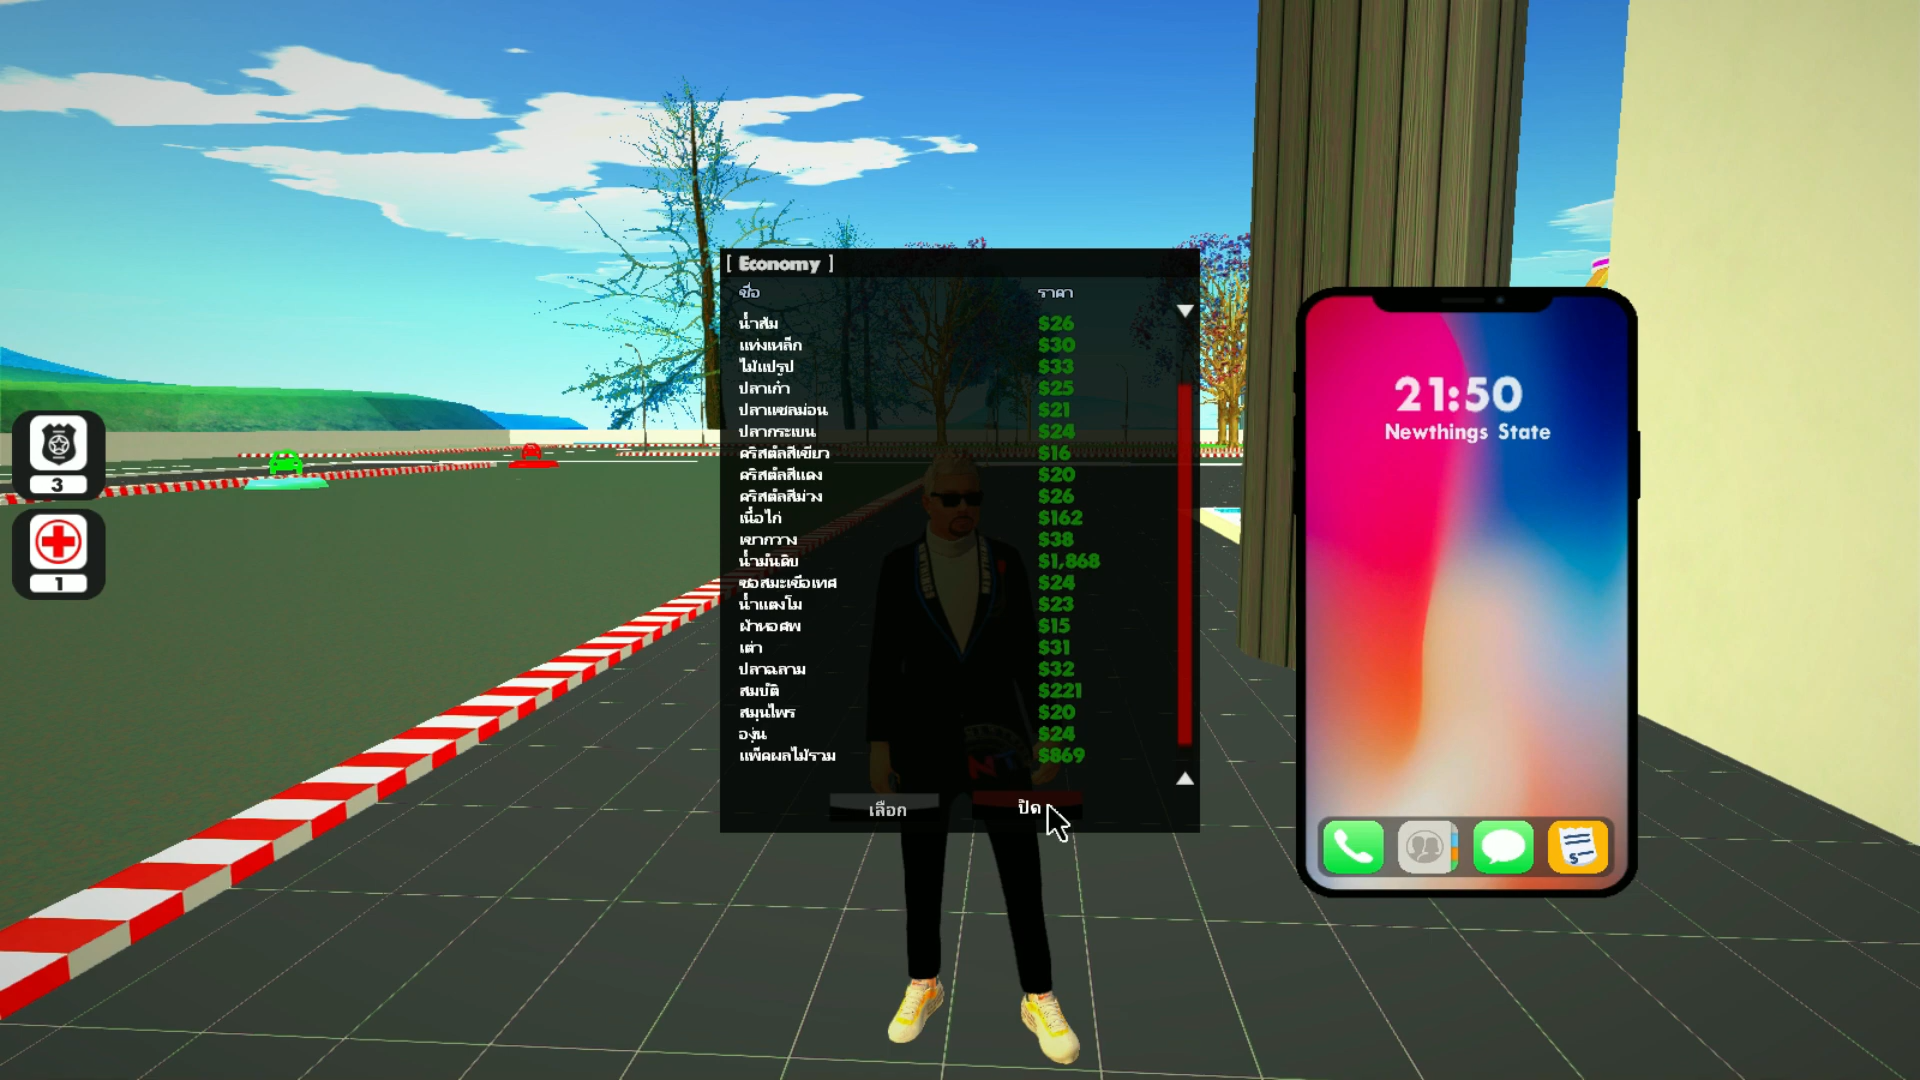 [ Economy ]
ชื่อ ราคา
น้ำส้ม $26
แท่งเหล็ก $30
ไม้แปรูป $33
ปลาเก๋า $25
ปลาแซลม่อน $21
ปลากระเบน $24
คริสตัลสีเขียว $16
คริสตัลสีแดง $20
คริสตัลสีม่วง $26
เนื้อไก่ $162
เขากวาง $38
น้ำมันดิบ $1,868
ซอสมะเขือเทศ $24
น้ำแตงโม $23
ผ้าห่อศพ $15
เต่า $31
ปลาฉลาม $32
สมบัติ $221
สมุนไพร $20
องุ่น $24
แพ็คผลไม้รวม $869
เลือก ปิด
21:50
Newthings State
3
1